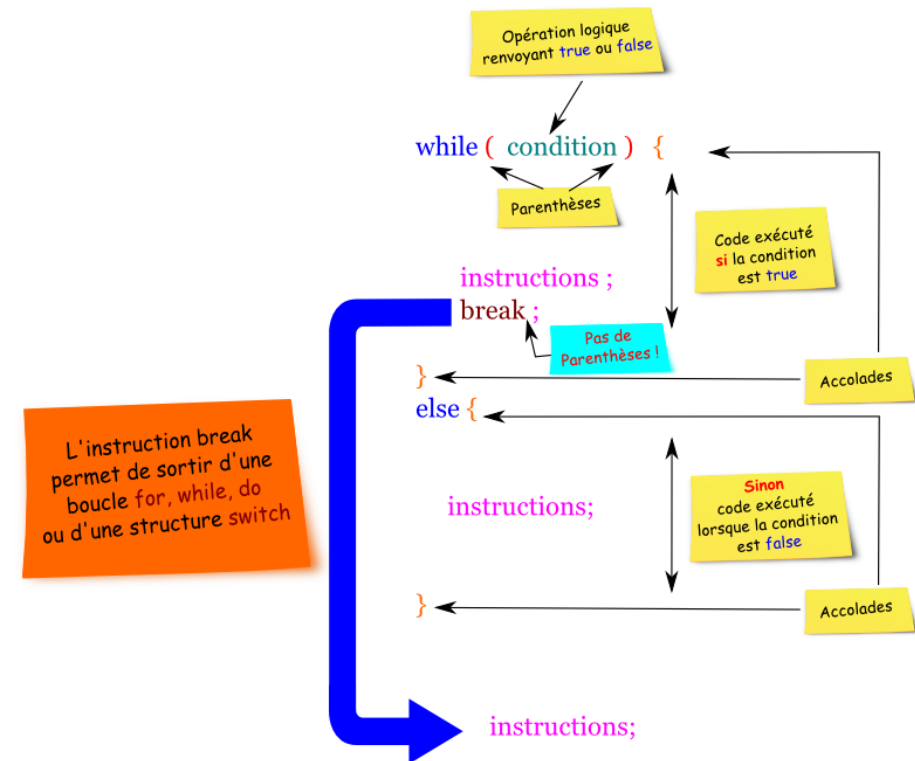 Opération logique
renvoyant true ou false
while ( condition ) {
Parenthèses
Code exécuté
si la condition
est true
instructions ;
break ;
Pas de
Parenthèses !
}
Accolades
else {
L'instruction break
permet de sortir d'une
boucle for, while, do
ou d'une structure switch
instructions;
Sinon
code exécuté
lorsque la condition
est false
}
Accolades
instructions;